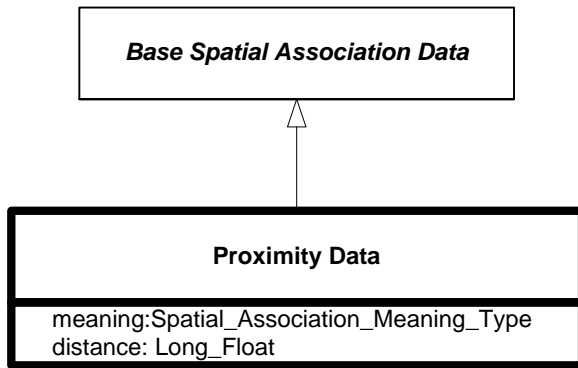 Base Spatial Association Data
Proximity Data
meaning:Spatial_Association_Meaning_Type
distance: Long_Float